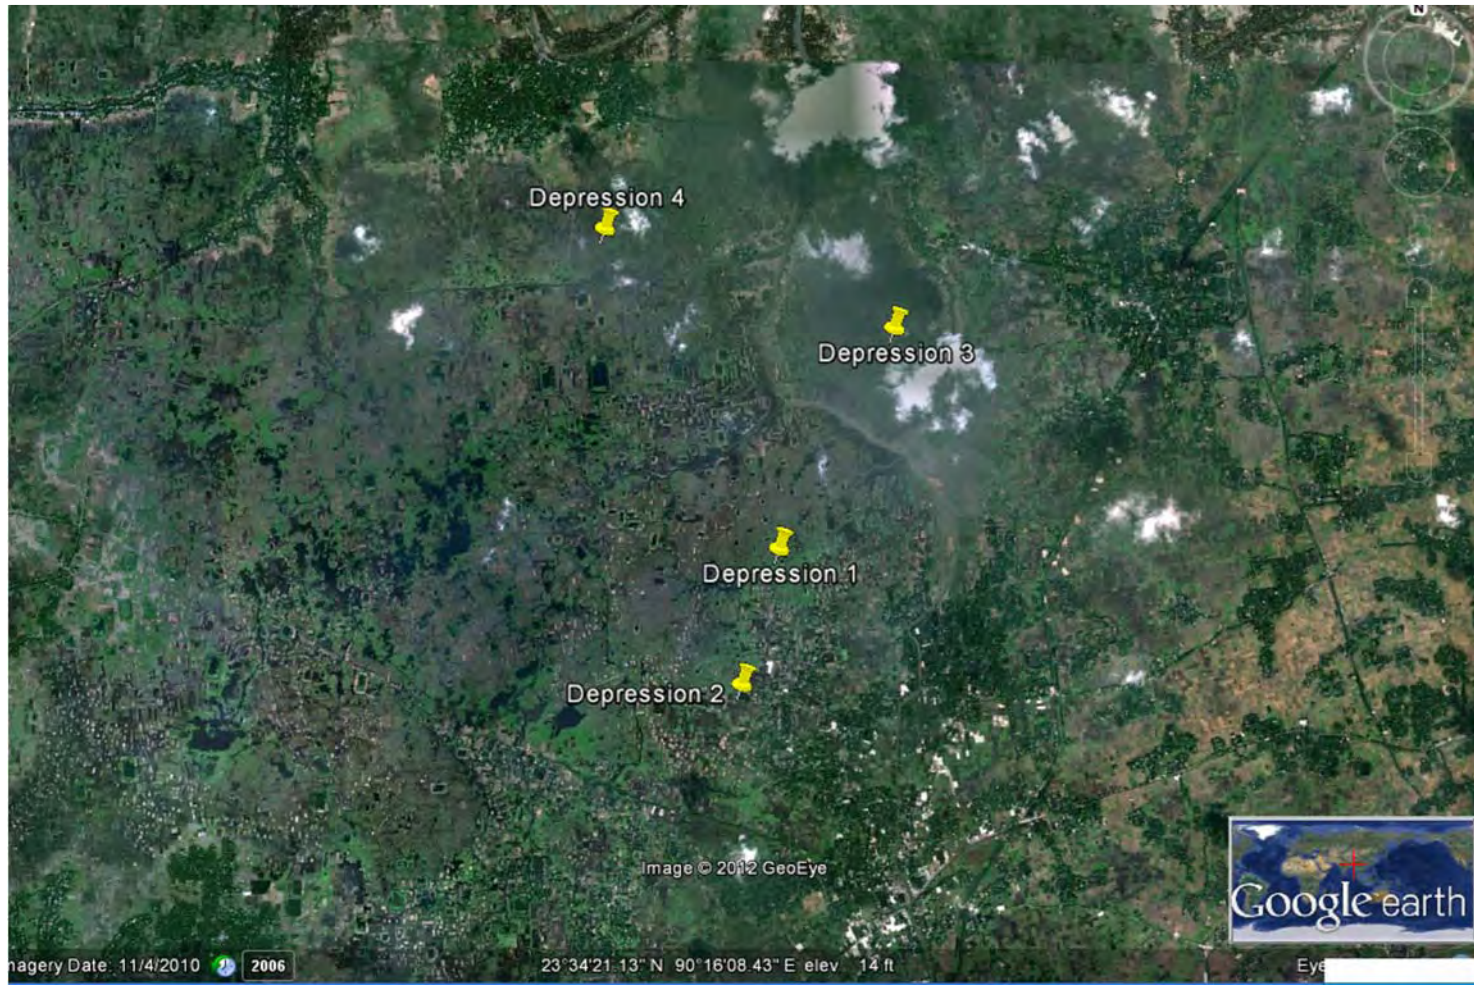 N
Depression 4
Depression 3
Depression 1
Depression 2
Image © 2012 GeoEye
Google earth
magery Date: 11/4/2010
2006
23°34'21.13" N 90°16'08.43" E elev 14 ft
Eye